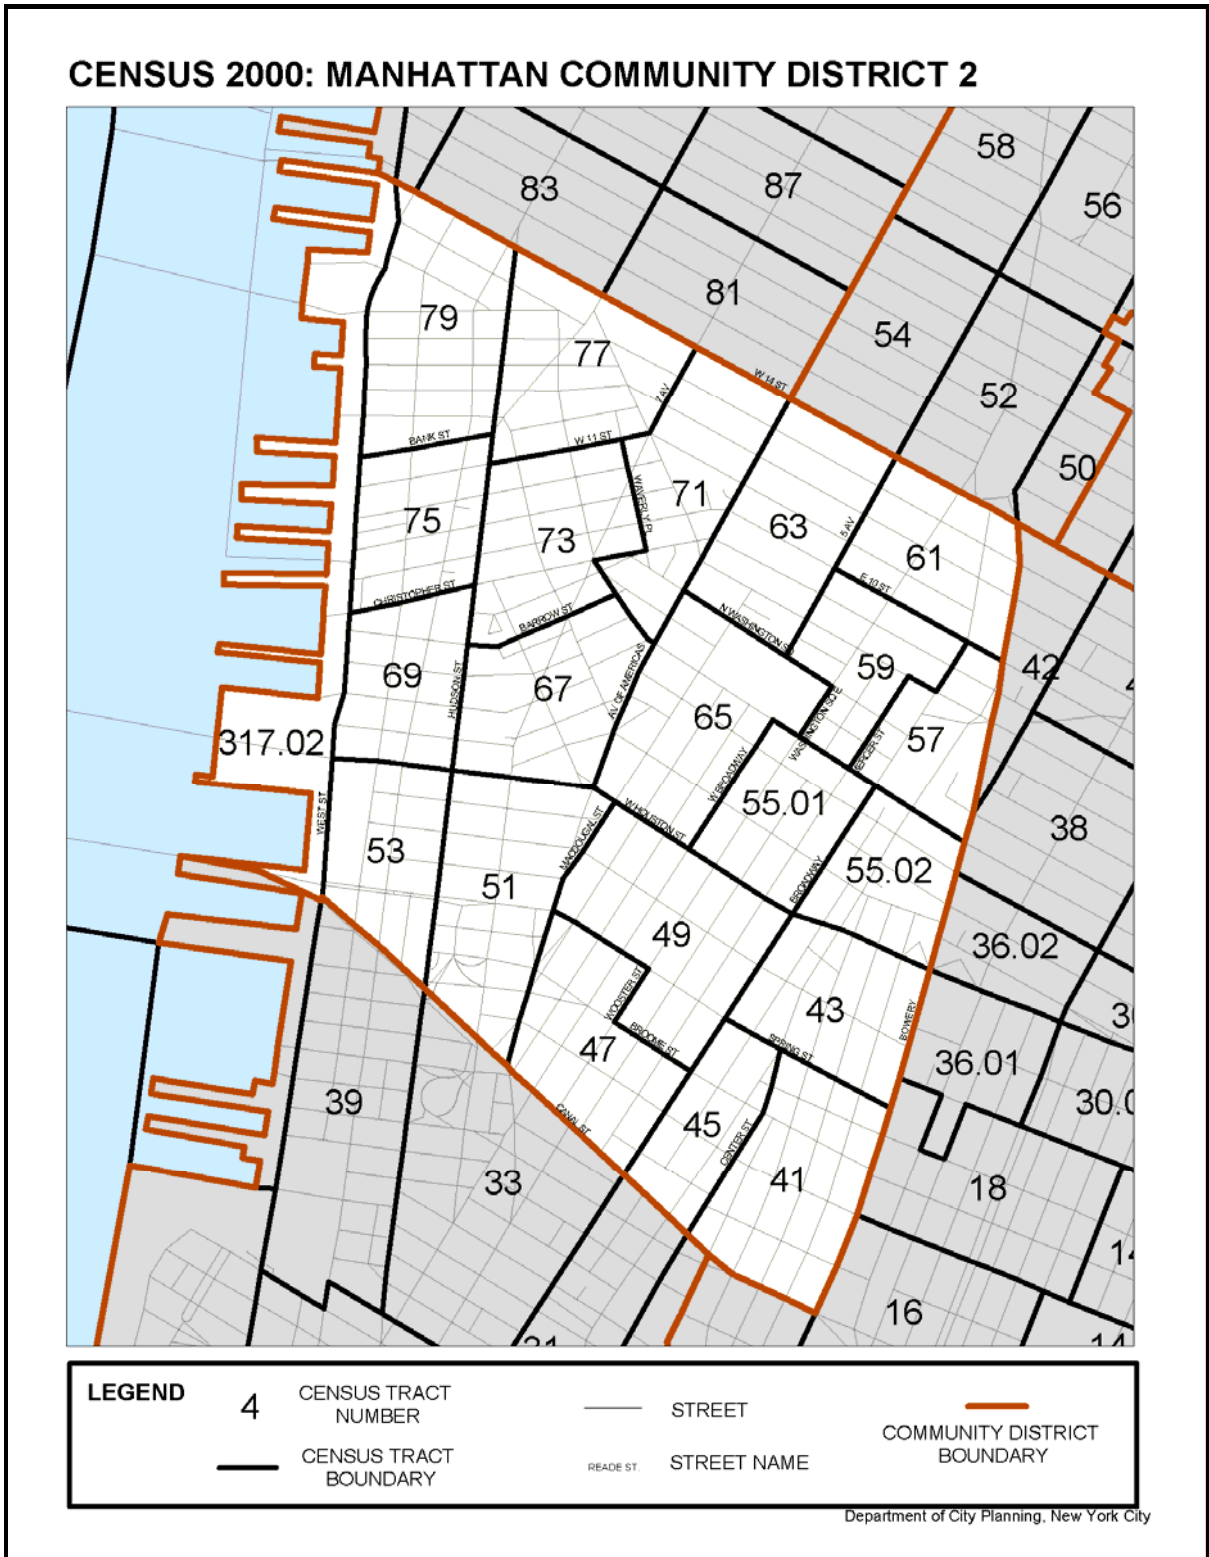 CENSUS 2000: MANHATTAN COMMUNITY DISTRICT 2
58
83
87
56
81
79
54
77
W 14 ST
7 AV
52
BANK ST
W 11 ST
50
WAVERLY PL
71
75
63
5 AV
73
61
E 10 ST
CHRISTOPHER ST
BARROW ST
N WASHINGTON SQ
59
42
69
HUDSON ST
67
AV OF AMERICAS
65
WASHINGTON SQ E
317.02
MERCER ST
57
W BROADWAY
55.01
WEST ST
W HOUSTON ST
38
MACDOUGAL ST
53
51
BROADWAY
55.02
49
36.02
WOOSTER ST
43
BOWERY
BROOME ST
47
SPRING ST
36.01
39
CANAL ST
45
CENTER ST
30.0
33
41
18
16
LEGEND
4
CENSUS TRACT
NUMBER
CENSUS TRACT
BOUNDARY
STREET
READE ST.
STREET NAME
COMMUNITY DISTRICT
BOUNDARY
Department of City Planning, New York City